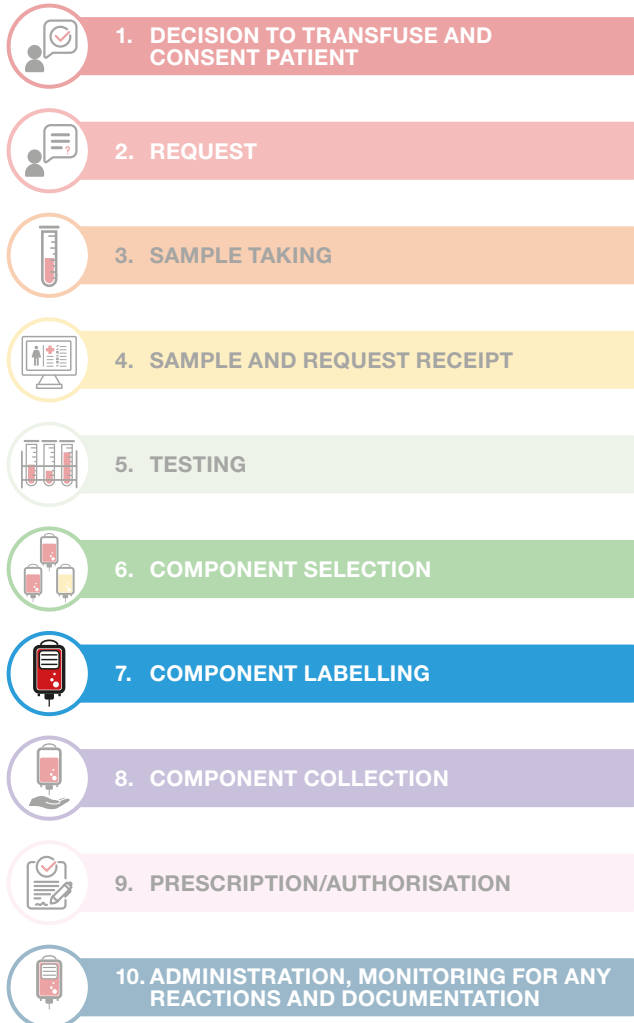 1. DECISION TO TRANSFUSE AND
CONSENT PATIENT
2. REQUEST
3. SAMPLE TAKING
4. SAMPLE AND REQUEST RECEIPT
5. TESTING
6. COMPONENT SELECTION
7. COMPONENT LABELLING
8. COMPONENT COLLECTION
9. PRESCRIPTION/AUTHORISATION
10. ADMINISTRATION, MONITORING FOR ANY
REACTIONS AND DOCUMENTATION